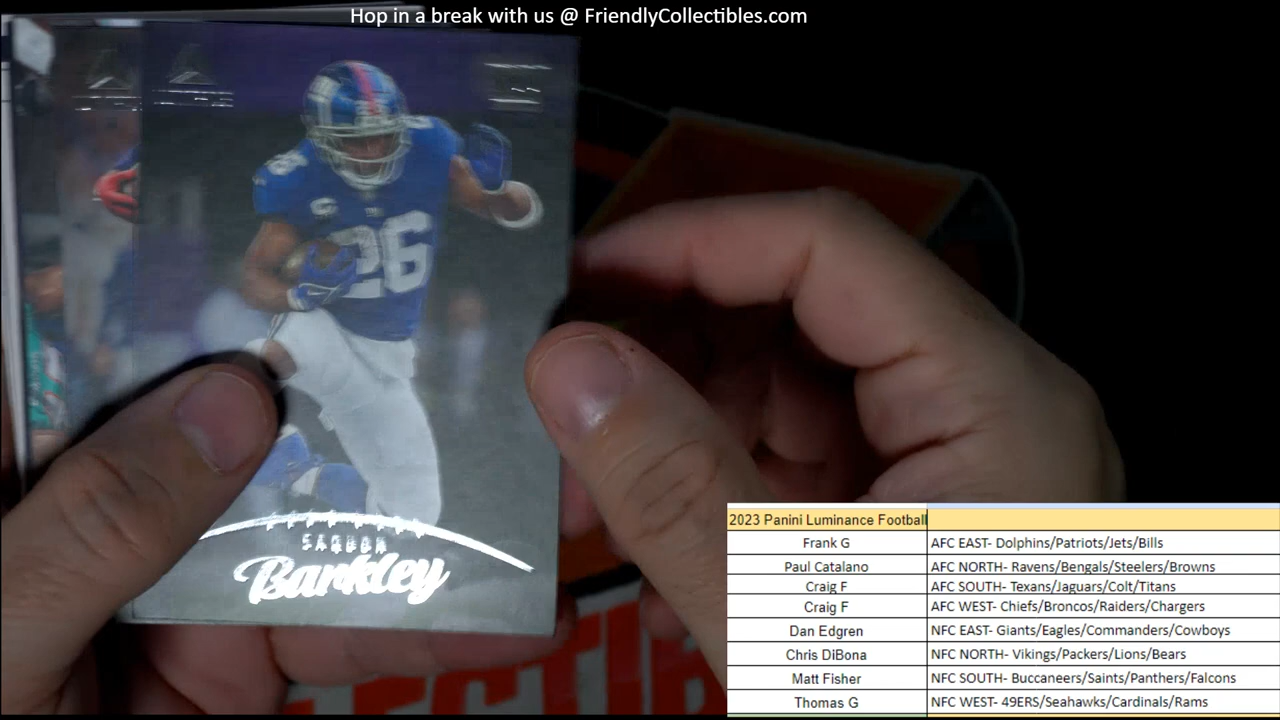 Hop in a break with us @ FriendlyCollectibles.com
26
26
SAQUON
Barkley
2023 Panini Luminance Football
Frank G AFC EAST- Dolphins/Patriots/Jets/Bills
Paul Catalano AFC NORTH- Ravens/Bengals/Steelers/Browns
Craig F AFC SOUTH- Texans/Jaguars/Colt/Titans
Craig F AFC WEST- Chiefs/Broncos/Raiders/Chargers
Dan Edgren NFC EAST- Giants/Eagles/Commanders/Cowboys
Chris DiBona NFC NORTH- Vikings/Packers/Lions/Bears
Matt Fisher NFC SOUTH- Buccaneers/Saints/Panthers/Falcons
Thomas G NFC WEST- 49ERS/Seahawks/Cardinals/Rams